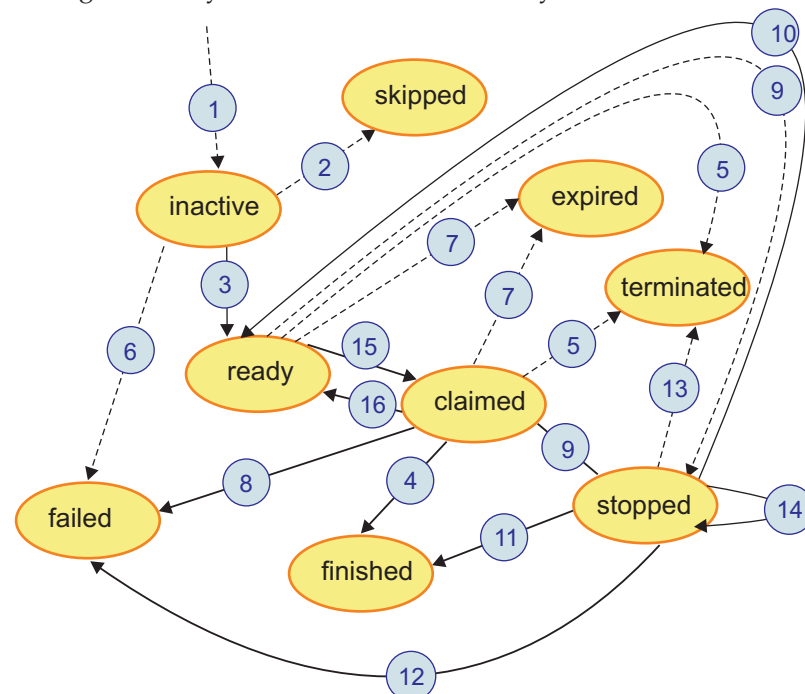 10
9
skipped
1
2
5
expired
inactive
7
3
7
terminated
6
15
5
ready
13
16
claimed
9
8
4
stopped
14
failed
11
finished
12